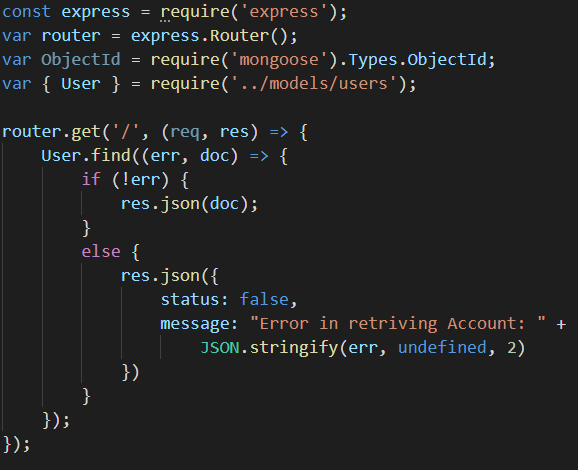 const express = require('express');
var router = express.Router();
var ObjectId = require('mongoose').Types.ObjectId;
var { User } = require('../models/users');

router.get('/', (req, res) => {
    User.find((err, doc) => {
        if (!err) {
            res.json(doc);
        }
        else {
            res.json({
                status: false,
                message: "Error in retriving Account: " +
                    JSON.stringify(err, undefined, 2)
            })
        }
    });
});